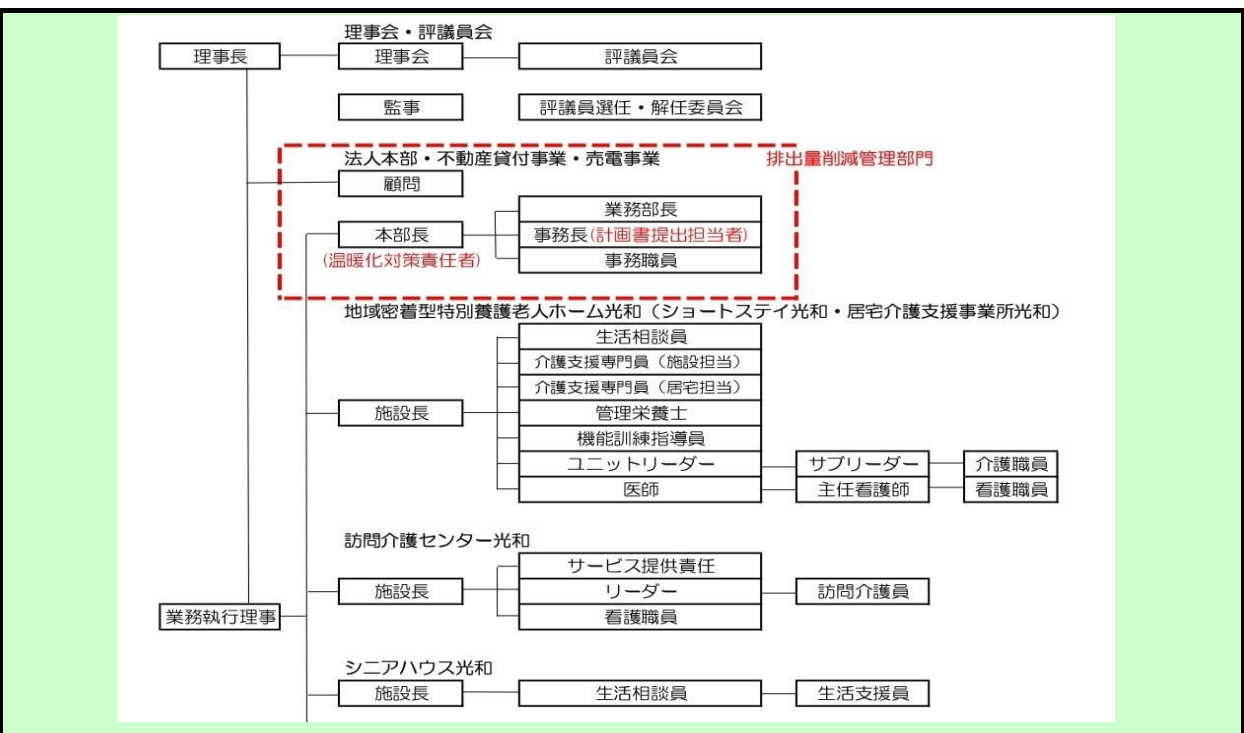 理事会・評議員会
理事長 理事会 評議員会
監事 評議員選任・解任委員会
法人本部・不動産貸付事業・売電事業 排出量削減管理部門
顧問
業務部長
本部長 事務長(計画書提出担当者)
(温暖化対策責任者) 事務職員
地域密着型特別養護老人ホーム光和（ショートステイ光和・居宅介護支援事業所光和）
生活相談員
介護支援専門員（施設担当）
介護支援専門員（居宅担当）
施設長 管理栄養士
機能訓練指導員
ユニットリーダー サブリーダー 介護職員
医師 主任看護師 看護職員
訪問介護センター光和
サービス提供責任
施設長 リーダー 訪問介護員
業務執行理事 看護職員
シニアハウス光和
施設長 生活相談員 生活支援員